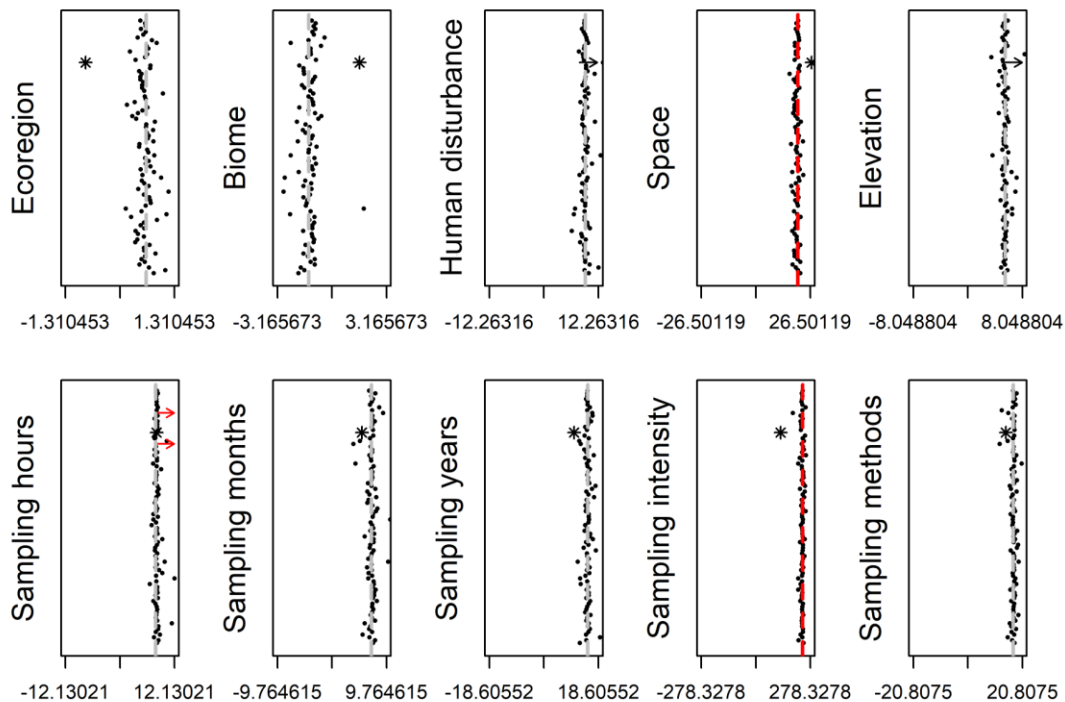 Ecoregion
-1.310453 1.310453
Biome
-3.165673 3.165673
Human disturbance
-12.26316 12.26316
Space
-26.50119 26.50119
Elevation
-8.048804 8.048804
Sampling hours
-12.13021 12.13021
Sampling months
-9.764615 9.764615
Sampling years
-18.60552 18.60552
Sampling intensity
-278.3278 278.3278
Sampling methods
-20.8075 20.8075